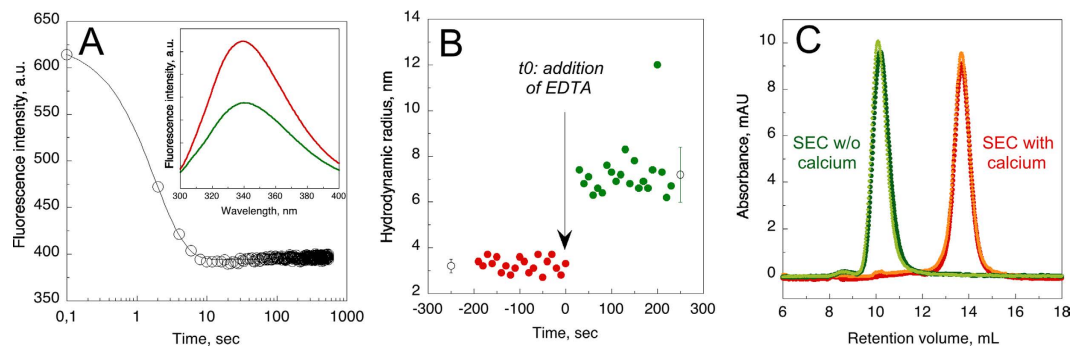 A
Fluorescence intensity, a.u.
650
600
550
500
450
400
350
0,1
1
10
100
1000
Time, sec
Fluorescence intensity, a.u.
300
320
340
360
380
400
Wavelength, nm
B
Hydrodynamic radius, nm
14
12
10
8
6
4
2
t0: addition
of EDTA
-300
-200
-100
0
100
200
300
Time, sec
C
Absorbance, mAU
10
8
6
4
2
0
SEC w/o
calcium
SEC with
calcium
6
8
10
12
14
16
18
Retention volume, mL